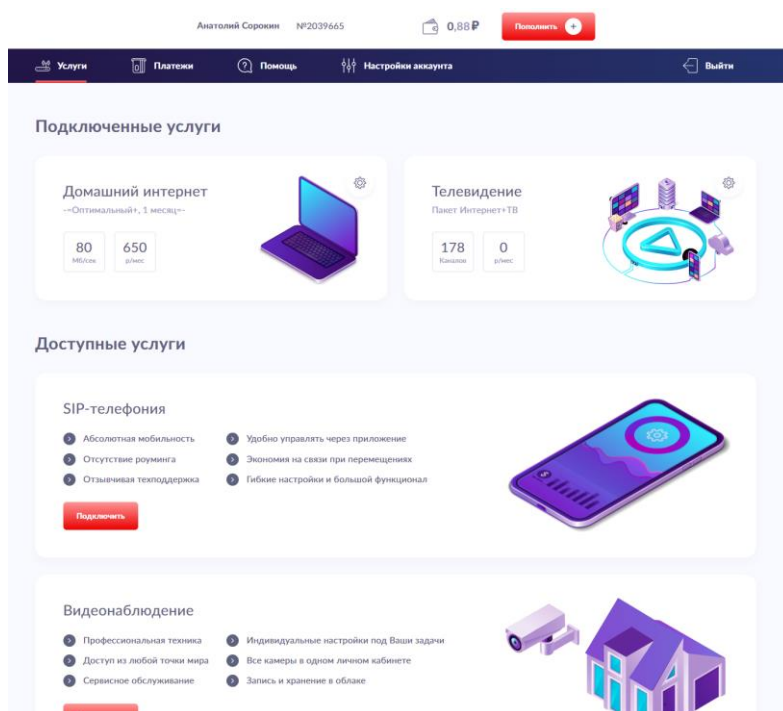 Анатолий Сорокин №2039665 0,88 ₽ Пополнить
Услуги Платежи Помощь Настройки аккаунта Выйти
Подключенные услуги
Домашний интернет
-=Оптимальный+, 1 месяц=-
80 650
Мб/сек р/мес
Телевидение
Пакет Интернет+ТВ
178 0
Каналов р/мес
Доступные услуги
SIP-телефония
Абсолютная мобильность Удобно управлять через приложение
Отсутствие роуминга Экономия на связи при перемещениях
Отзывчивая техподдержка Гибкие настройки и большой функционал
Подключить
Видеонаблюдение
Профессиональная техника Индивидуальные настройки под Ваши задачи
Доступ из любой точки мира Все камеры в одном личном кабинете
Сервисное обслуживание Запись и хранение в облаке